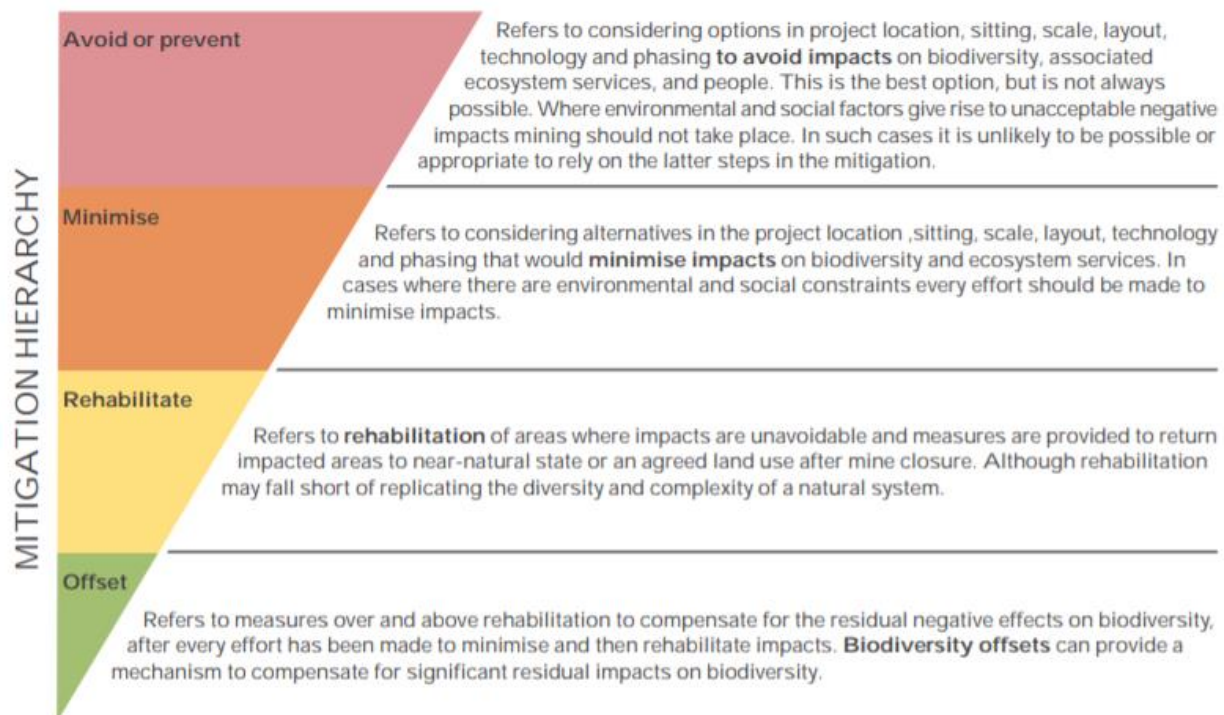 MITIGATION HIERARCHY
Avoid or prevent
Refers to considering options in project location, sitting, scale, layout,
technology and phasing to avoid impacts on biodiversity, associated
ecosystem services, and people. This is the best option, but is not always
possible. Where environmental and social factors give rise to unacceptable negative
impacts mining should not take place. In such cases it is unlikely to be possible or
appropriate to rely on the latter steps in the mitigation.
Minimise
Refers to considering alternatives in the project location ,sitting, scale, layout, technology
and phasing that would minimise impacts on biodiversity and ecosystem services. In
cases where there are environmental and social constraints every effort should be made to
minimise impacts.
Rehabilitate
Refers to rehabilitation of areas where impacts are unavoidable and measures are provided to return
impacted areas to near-natural state or an agreed land use after mine closure. Although rehabilitation
may fall short of replicating the diversity and complexity of a natural system.
Offset
Refers to measures over and above rehabilitation to compensate for the residual negative effects on biodiversity,
after every effort has been made to minimise and then rehabilitate impacts. Biodiversity offsets can provide a
mechanism to compensate for significant residual impacts on biodiversity.